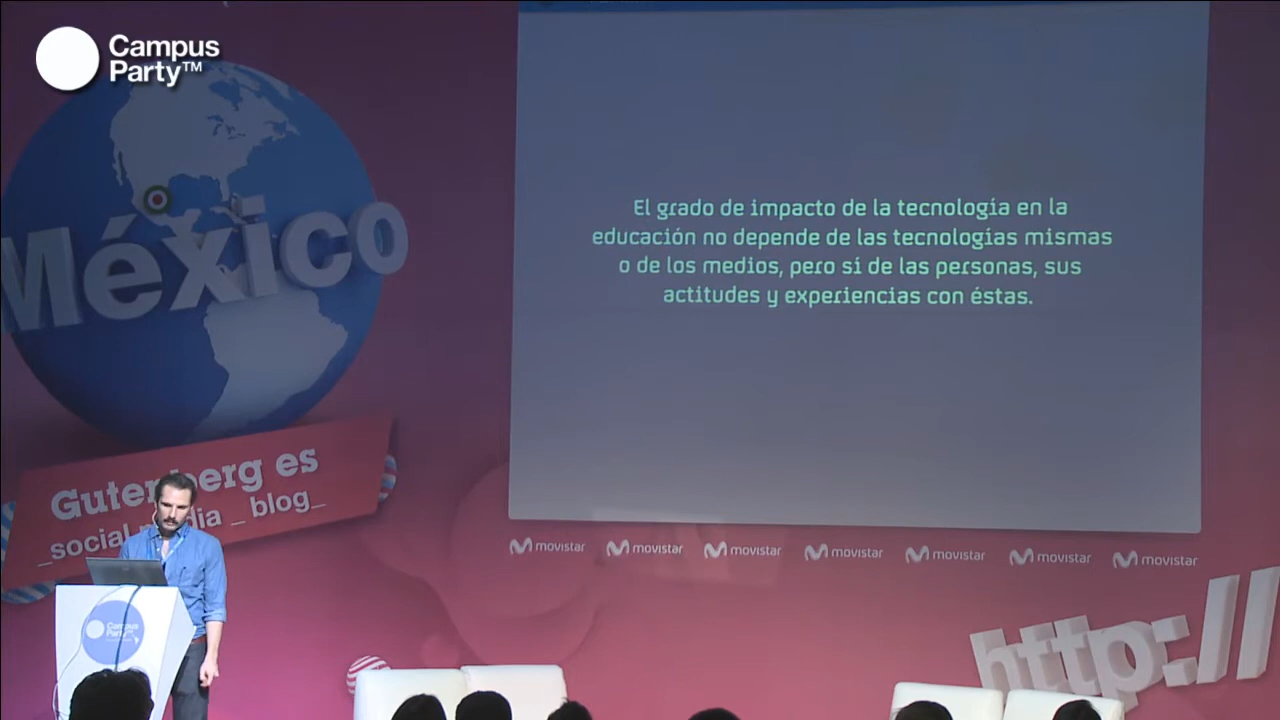 Campus
Party™
México
El grado de impacto de la tecnología en la
educación no depende de las tecnologías mismas
o de los medios, pero sí de las personas, sus
actitudes y experiencias con éstas.
Gutenberg es
_social media _ blog_
movistar movistar movistar movistar movistar movistar movistar
Campus
Party™
http://